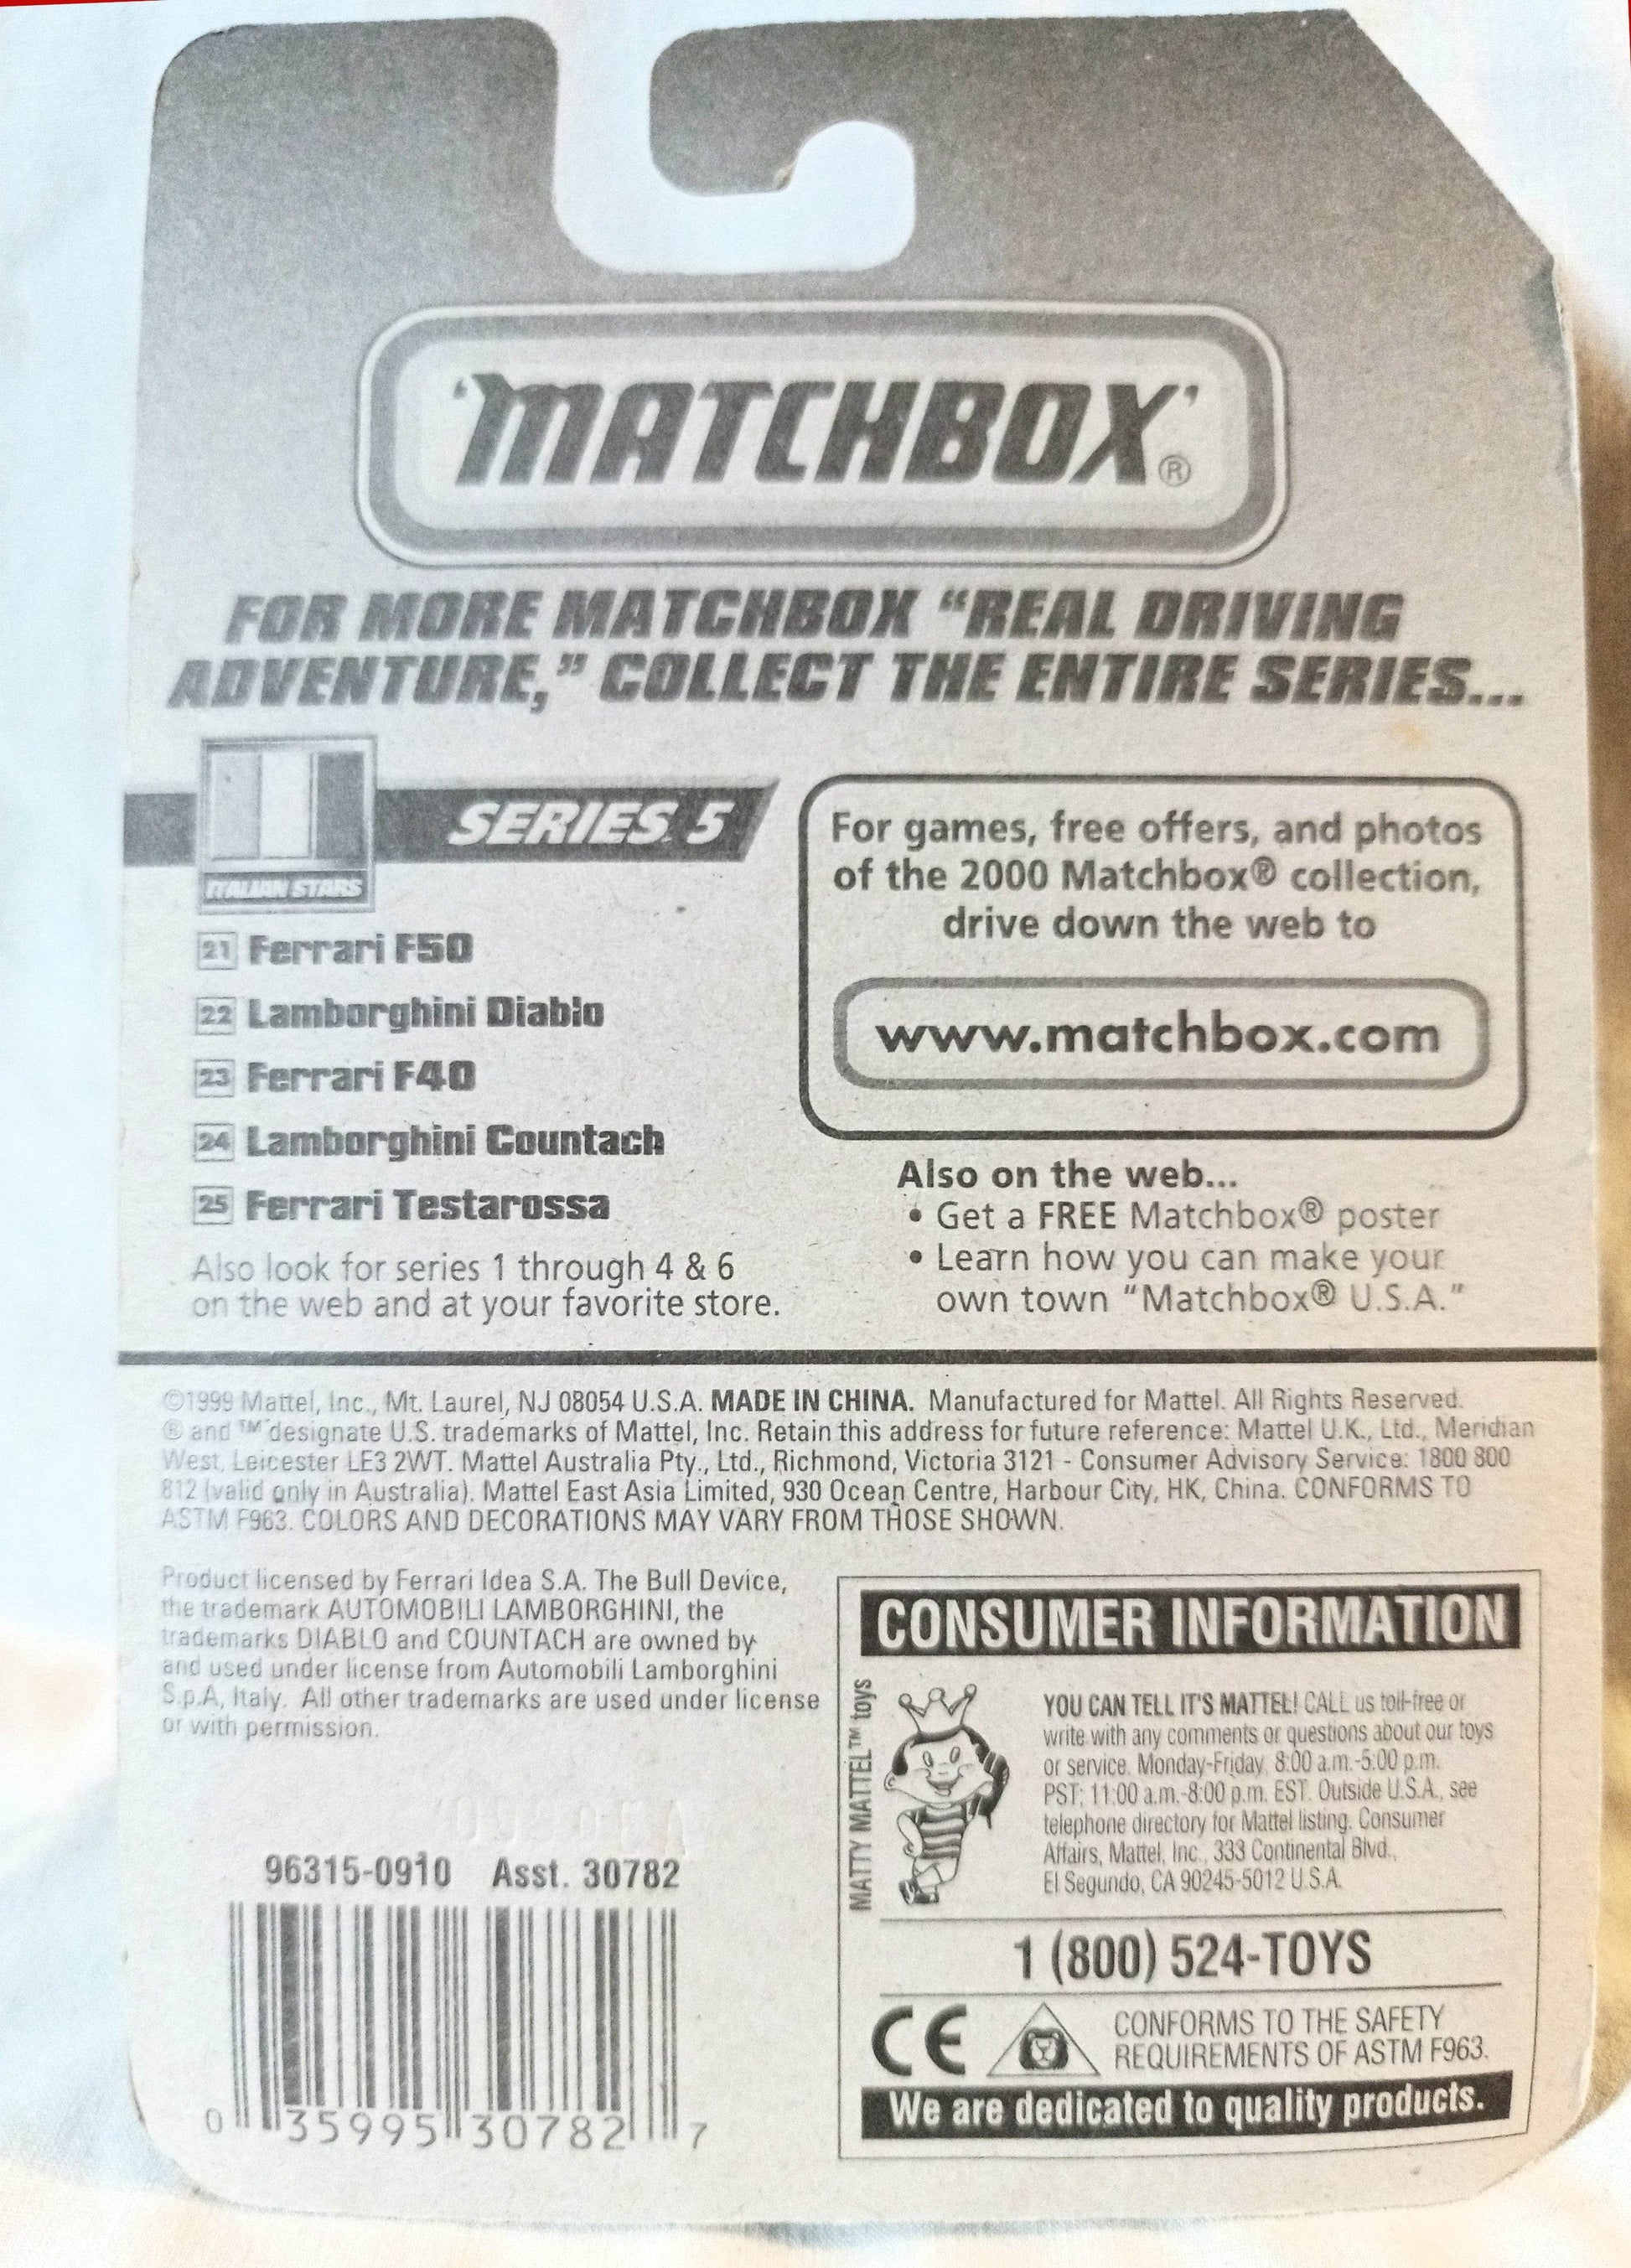 'MATCHBOX'®
FOR MORE MATCHBOX “REAL DRIVING
ADVENTURE,” COLLECT THE ENTIRE SERIES...
SERIES 5
ITALIAN STARS
21 Ferrari F50
22 Lamborghini Diablo
23 Ferrari F40
24 Lamborghini Countach
25 Ferrari Testarossa
Also look for series 1 through 4 & 6
on the web and at your favorite store.
For games, free offers, and photos
of the 2000 Matchbox® collection,
drive down the web to
www.matchbox.com
Also on the web...
• Get a FREE Matchbox® poster
• Learn how you can make your
own town “Matchbox® U.S.A.”
©1999 Mattel, Inc., Mt. Laurel, NJ 08054 U.S.A. MADE IN CHINA. Manufactured for Mattel. All Rights Reserved.
® and ™ designate U.S. trademarks of Mattel, Inc. Retain this address for future reference: Mattel U.K., Ltd., Meridian
West, Leicester LE3 2WT. Mattel Australia Pty., Ltd., Richmond, Victoria 3121 - Consumer Advisory Service: 1800 800
812 (valid only in Australia). Mattel East Asia Limited, 930 Ocean Centre, Harbour City, HK, China. CONFORMS TO
ASTM F963. COLORS AND DECORATIONS MAY VARY FROM THOSE SHOWN.
Product licensed by Ferrari Idea S.A. The Bull Device,
the trademark AUTOMOBILI LAMBORGHINI, the
trademarks DIABLO and COUNTACH are owned by
and used under license from Automobili Lamborghini
S.p.A, Italy. All other trademarks are used under license
or with permission.
96315-0910 Asst. 30782
0 35995 30782 7
CONSUMER INFORMATION
MATTY MATTEL™ toys
YOU CAN TELL IT'S MATTEL! CALL us toll-free or
write with any comments or questions about our toys
or service. Monday-Friday, 8:00 a.m.-5:00 p.m.
PST; 11:00 a.m.-8:00 p.m. EST. Outside U.S.A., see
telephone directory for Mattel listing. Consumer
Affairs, Mattel, Inc., 333 Continental Blvd.,
El Segundo, CA 90245-5012 U.S.A.
1 (800) 524-TOYS
CE
CONFORMS TO THE SAFETY
REQUIREMENTS OF ASTM F963.
We are dedicated to quality products.